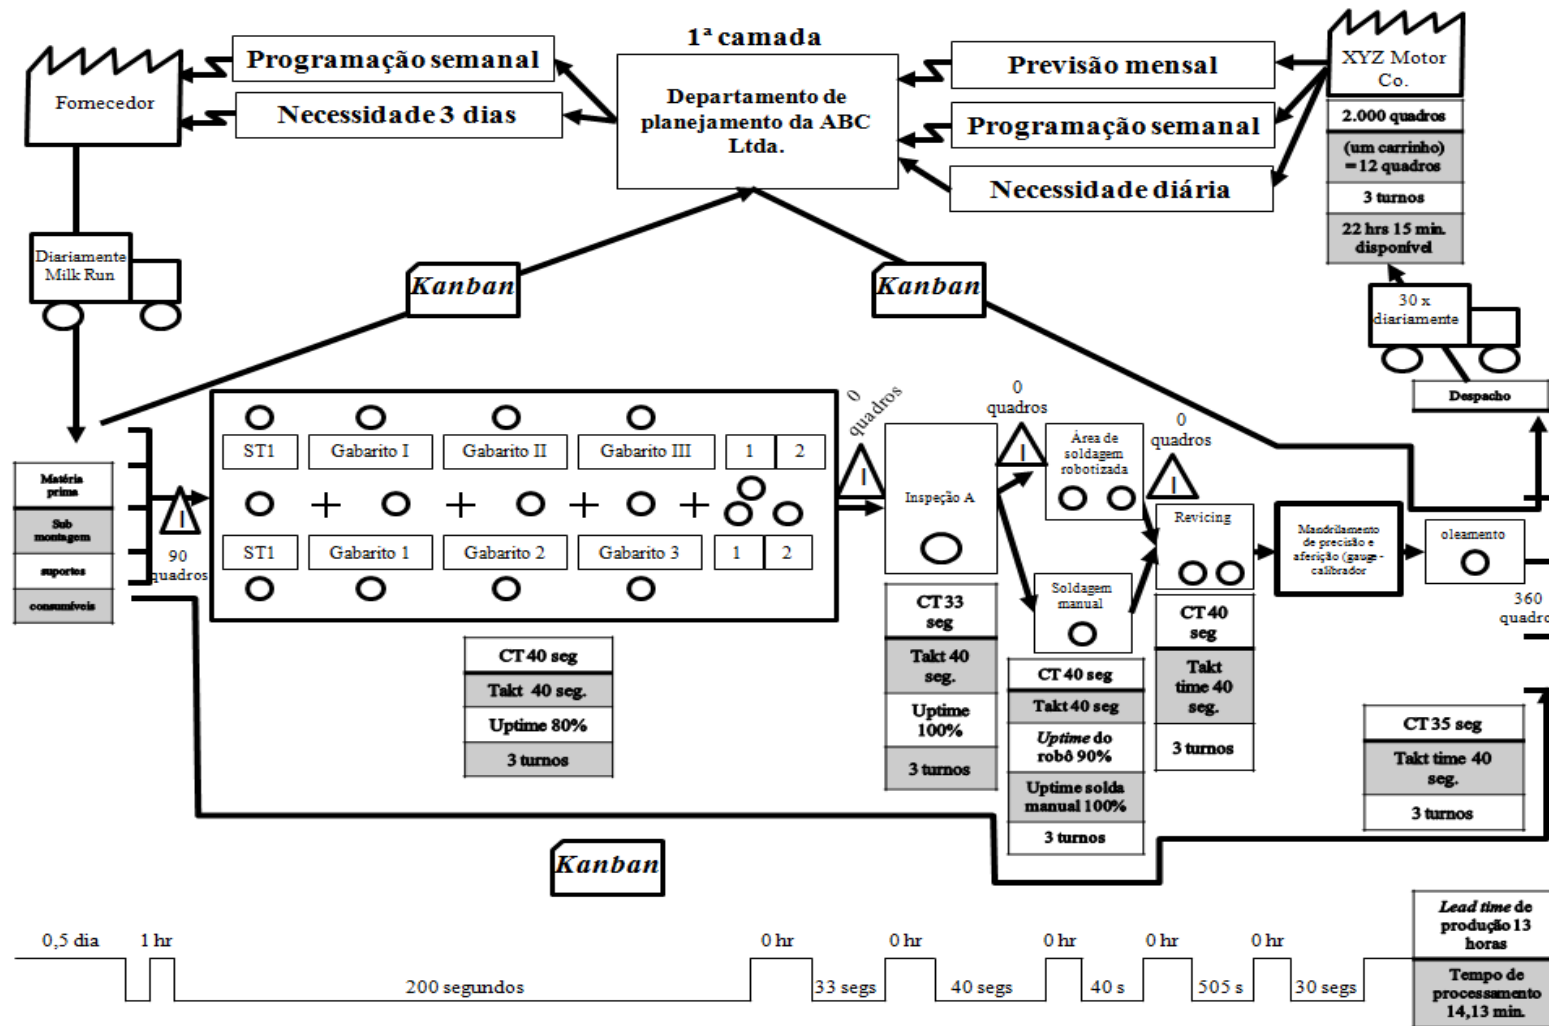 1ª camada
Fornecedor
Programação semanal
Necessidade 3 dias
Departamento de
planejamento da ABC
Ltda.
Previsão mensal
Programação semanal
Necessidade diária
XYZ Motor
Co.
2.000 quadros
(um carrinho)
= 12 quadros
3 turnos
22 hrs 15 min.
disponível
Diariamente
Milk Run
Kanban
Kanban
30 x
diariamente
Despacho
Matéria
prima
Sub
montagem
suportes
consumíveis
I
90
quadros
ST1
Gabarito I
Gabarito II
Gabarito III
1
2
+
+
+
+
ST1
Gabarito 1
Gabarito 2
Gabarito 3
1
2
CT 40 seg
Takt 40 seg.
Uptime 80%
3 turnos
0
quadros
I
Inspeção A
CT 33
seg
Takt 40
seg.
Uptime
100%
3 turnos
0
quadros
I
Área de
soldagem
robotizada
Soldagem
manual
CT 40 seg
Takt 40 seg
Uptime do
robô 90%
Uptime solda
manual 100%
3 turnos
0
quadros
I
Revicing
CT 40
seg
Takt
time 40
seg.
3 turnos
Mandrilamento
de precisão e
aferição (gauge -
calibrador
oleamento
360
quadro
CT 35 seg
Takt time 40
seg.
3 turnos
Kanban
0,5 dia
1 hr
200 segundos
0 hr
33 segs
0 hr
40 segs
0 hr
40 s
0 hr
505 s
0 hr
30 segs
Lead time de
produção 13
horas
Tempo de
processamento
14,13 min.